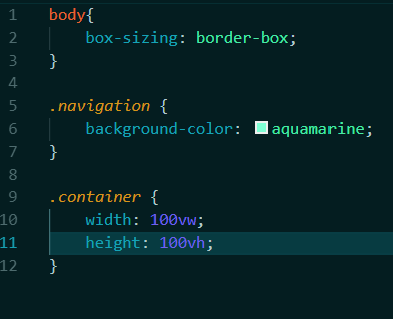 1 body{
2 box-sizing: border-box;
3 }
4
5 .navigation {
6 background-color: aquamarine;
7 }
8
9 .container {
10 width: 100vw;
11 height: 100vh;
12 }